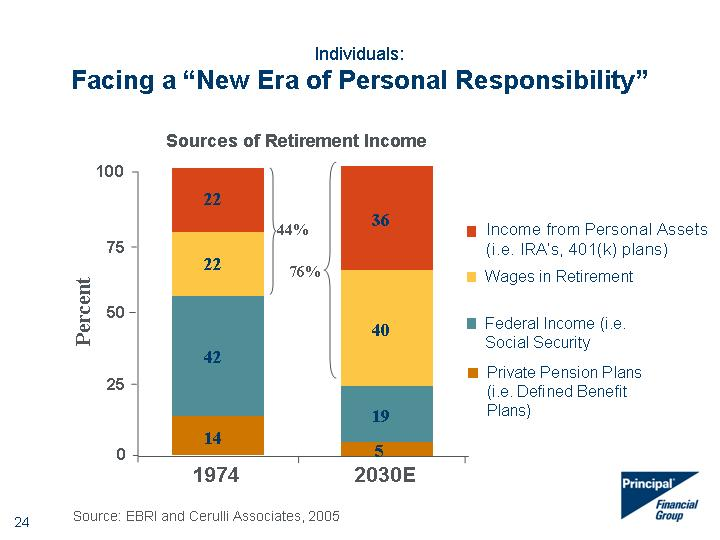 Individuals:
Facing a “New Era of Personal Responsibility”
Sources of Retirement Income
100
75
50
25
0
Percent
22
22
42
14
44%
76%
36
40
19
5
1974
2030E
Income from Personal Assets
(i.e. IRA’s, 401(k) plans)
Wages in Retirement
Federal Income (i.e.
Social Security
Private Pension Plans
(i.e. Defined Benefit
Plans)
24
Source: EBRI and Cerulli Associates, 2005
Principal
Financial
Group